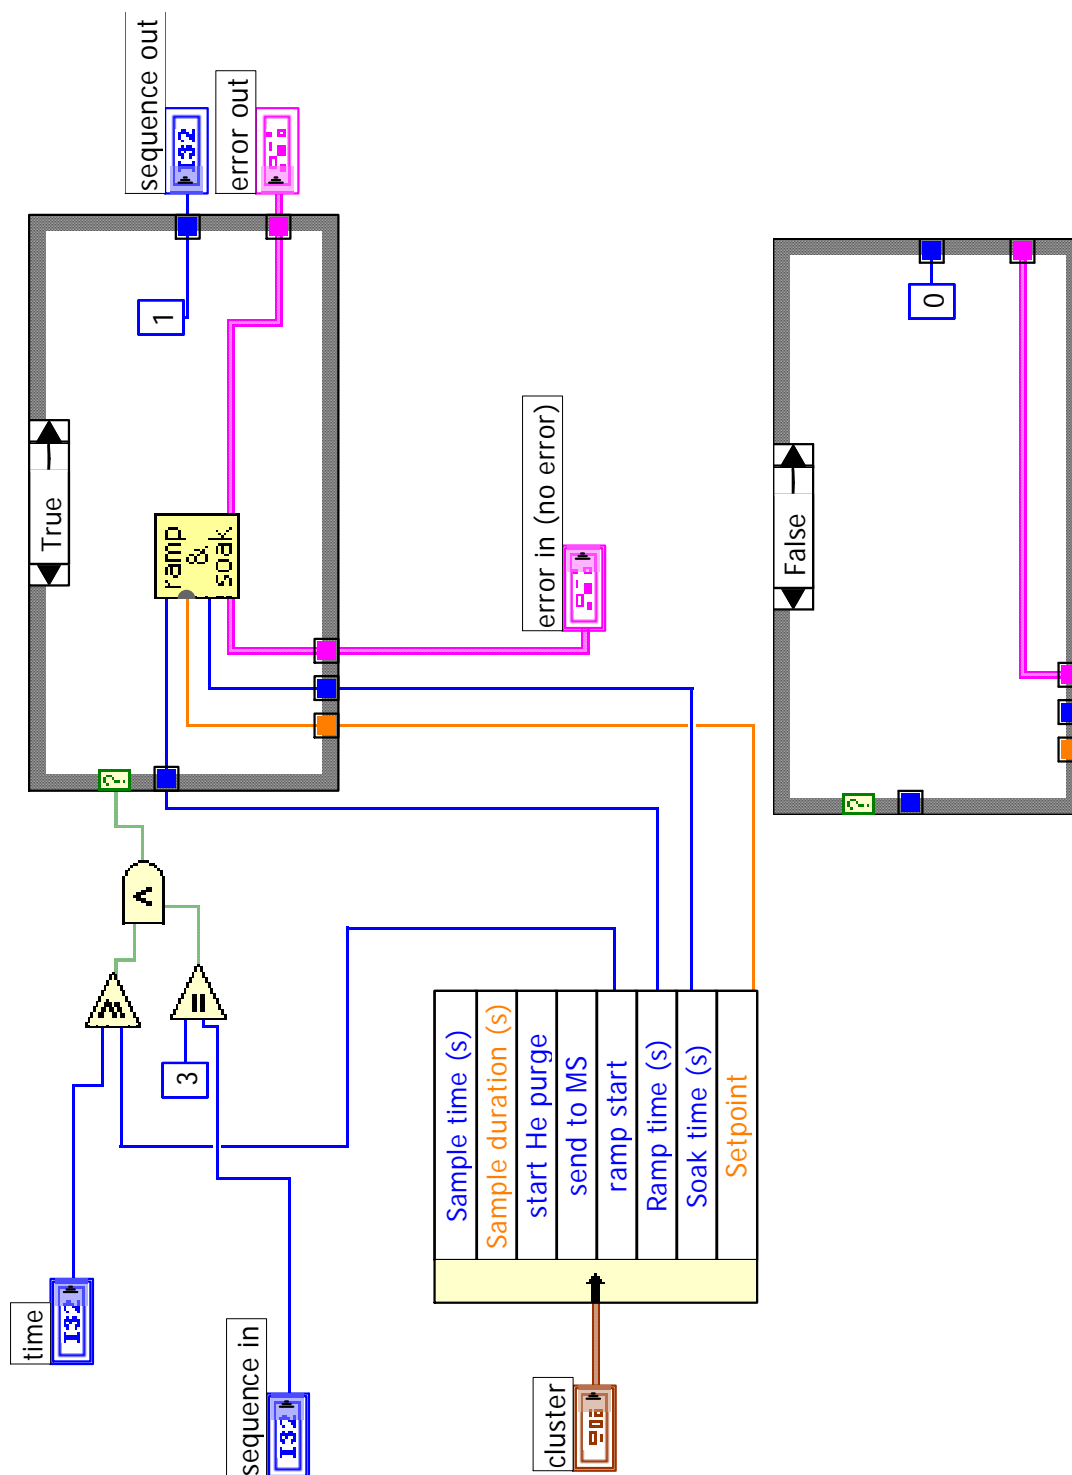 sequence out
I32
error out
1
True
ramp
&
soak
error in (no error)
0
False
?
?
3
time
I32
sequence in
I32
cluster
Sample time (s)
Sample duration (s)
start He purge
send to MS
ramp start
Ramp time (s)
Soak time (s)
Setpoint